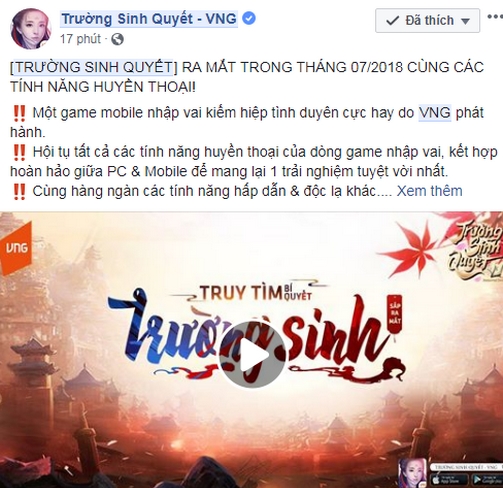 Trường Sinh Quyết - VNG
Đã thích
17 phút
[TRƯỜNG SINH QUYẾT] RA MẮT TRONG THÁNG 07/2018 CÙNG CÁC
TÍNH NĂNG HUYỀN THOẠI!
‼ Một game mobile nhập vai kiếm hiệp tình duyên cực hay do VNG phát
hành.
‼ Hội tụ tất cả các tính năng huyền thoại của dòng game nhập vai, kết hợp
hoàn hảo giữa PC & Mobile để mang lại 1 trải nghiệm tuyệt vời nhất.
‼ Cùng hàng ngàn các tính năng hấp dẫn & độc lạ khác.... Xem thêm
VNG
Trường
Sinh
Quyết
TRUY TÌM BÍ QUYẾT
Trường sinh
SẮP RA MẮT
TRƯỜNG SINH QUYẾT - VNG
App Store
Google Play